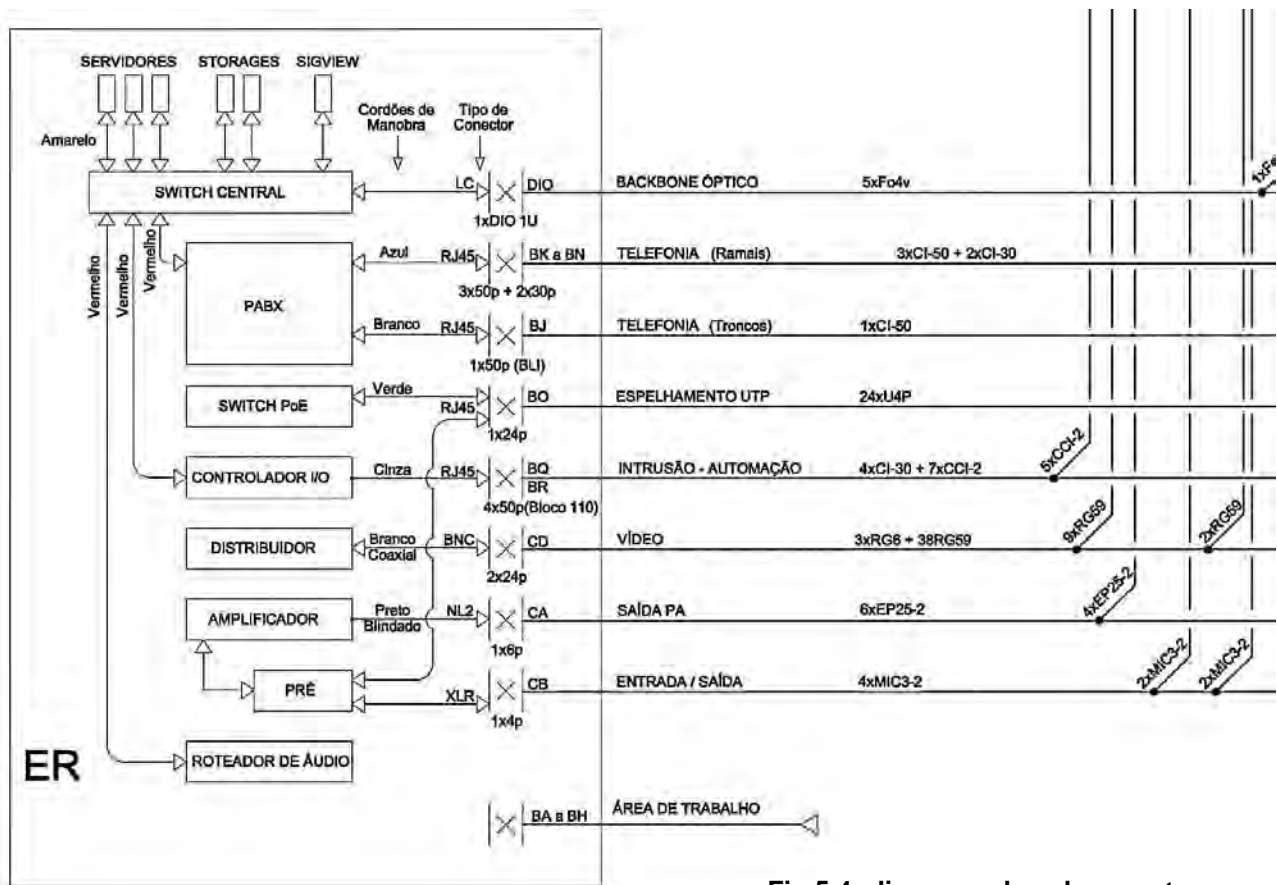 SERVIDORES STORAGES SIGVIEW
Cordões de
Manobra
Tipo de
Conector
Amarelo
SWITCH CENTRAL
LC
DIO
BACKBONE ÓPTICO
5xFo4v
1xDIO 1U
Vermelho
Vermelho
Vermelho
PABX
Azul
RJ45
BK a BN
TELEFONIA (Ramais)
3xCI-50 + 2xCI-30
3x50p + 2x30p
Branco
RJ45
BJ
TELEFONIA (Troncos)
1xCI-50
1x50p (BLI)
SWITCH PoE
Verde
RJ45
BO
ESPELHAMENTO UTP
24xU4P
1x24p
CONTROLADOR I/O
Cinza
RJ45
BQ
BR
INTRUSÃO - AUTOMAÇÃO
4xCI-30 + 7xCCI-2
5xCCI-2
4x50p(Bloco 110)
DISTRIBUIDOR
Branco
Coaxial
BNC
CD
VÍDEO
3xRG6 + 38RG59
9xRG59
2xRG59
2x24p
AMPLIFICADOR
Preto
Blindado
NL2
CA
SAÍDA PA
6xEP25-2
4xEP25-2
1x6p
PRÉ
XLR
CB
ENTRADA / SAÍDA
4xMIC3-2
2xMIC3-2
2xMIC3-2
1x4p
ER
ROTEADOR DE ÁUDIO
BA a BH
ÁREA DE TRABALHO